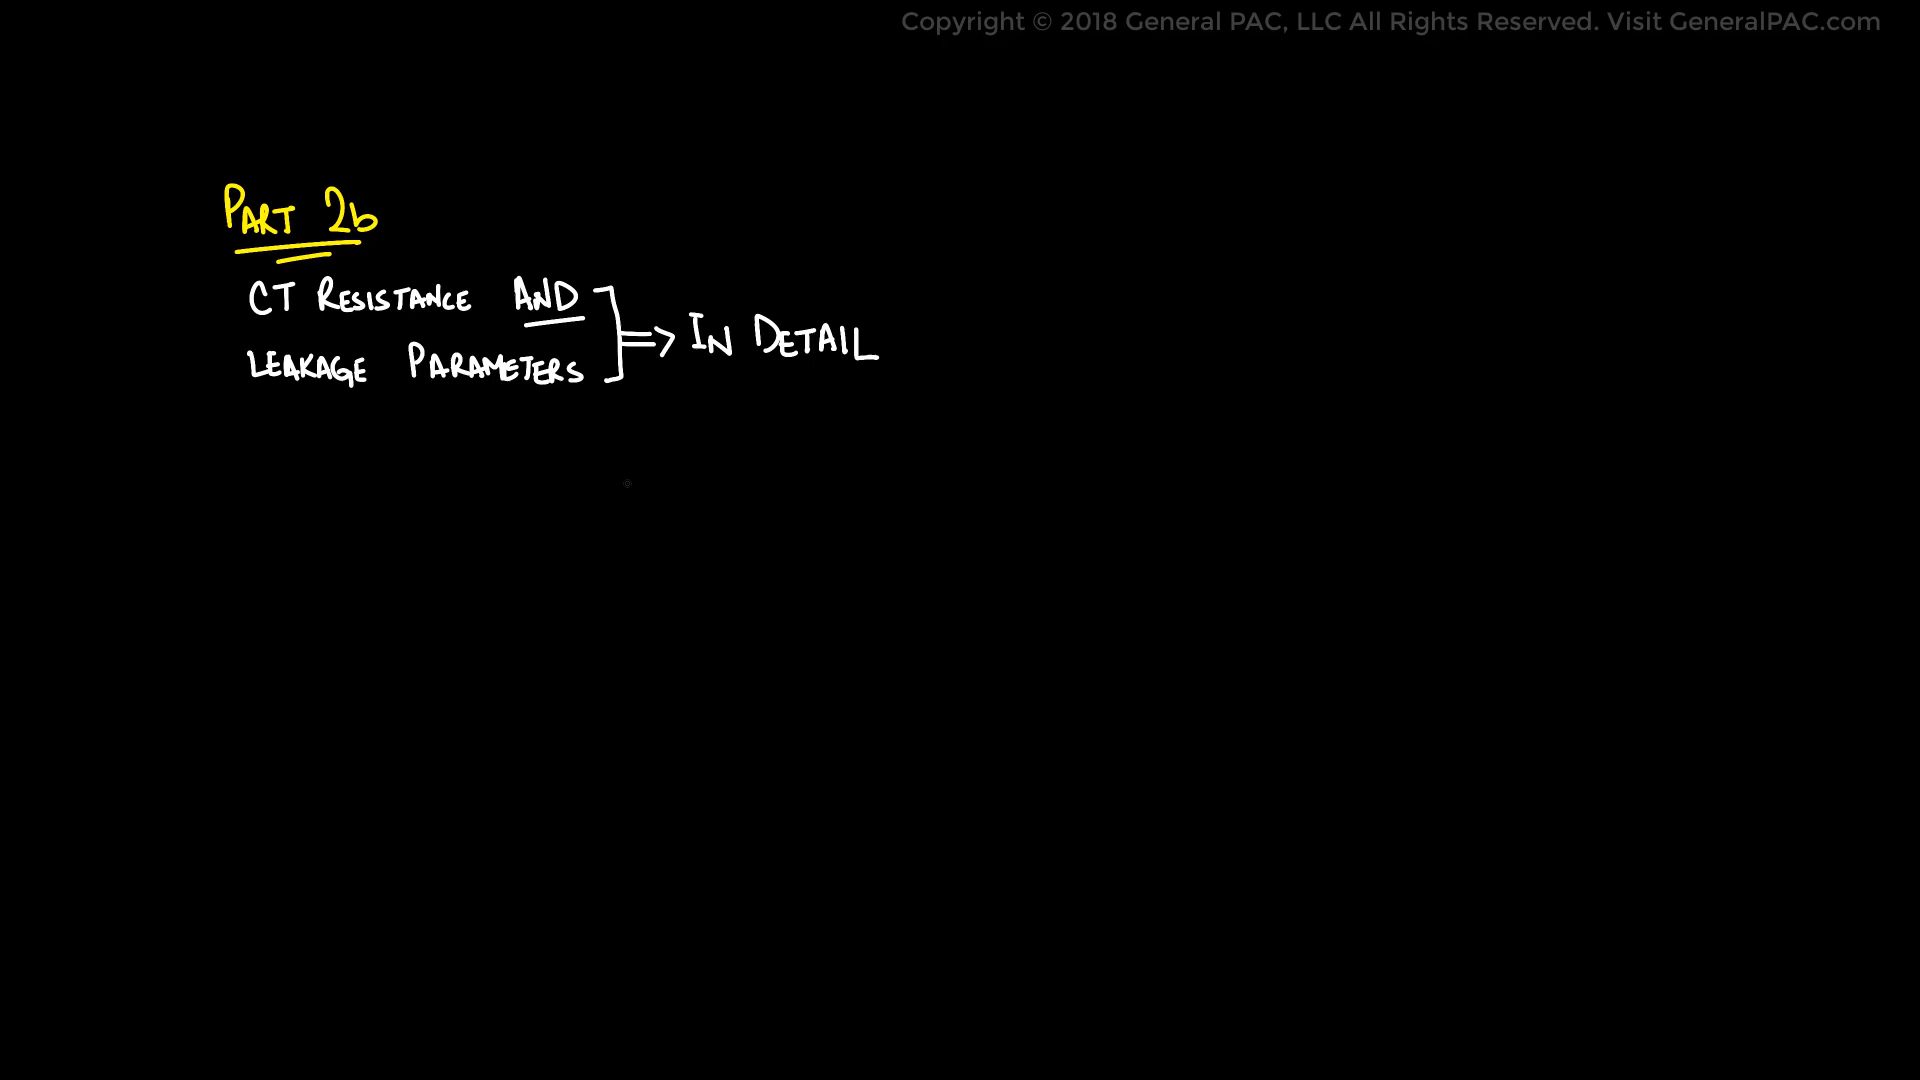 Copyright © 2018 General PAC, LLC All Rights Reserved. Visit GeneralPAC.com
PART 2b
CT RESISTANCE AND
LEAKAGE PARAMETERS
⇒ IN DETAIL